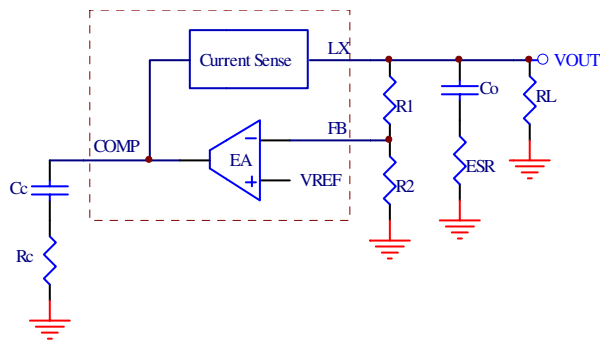 LX
Current Sense
VOUT
Co
RL
R1
FB
COMP
EA
VREF
ESR
R2
Cc
Rc